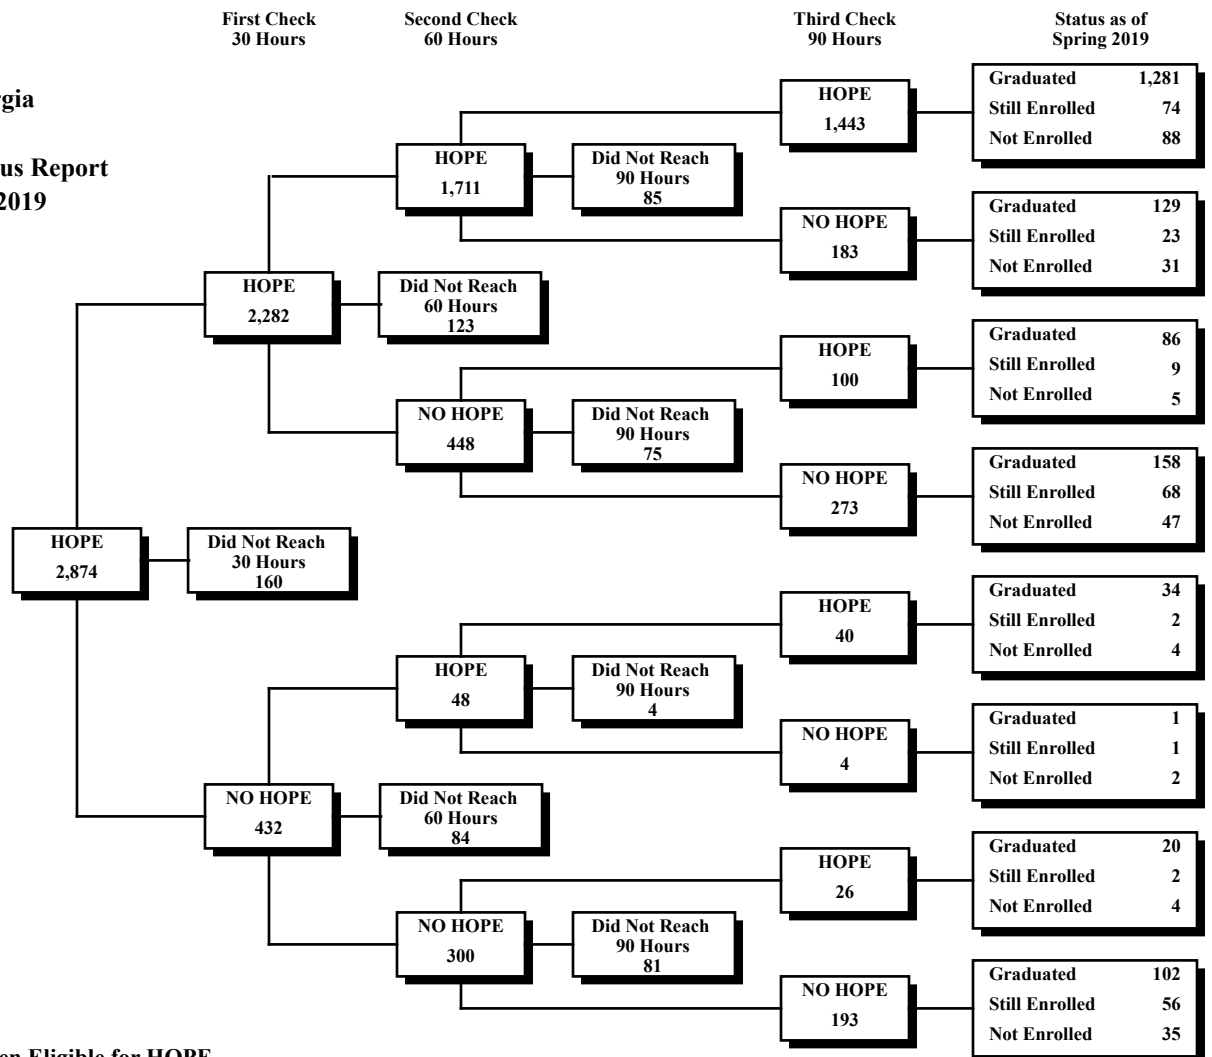 First Check
30 Hours
Second Check
60 Hours
Third Check
90 Hours
Status as of
Spring 2019
rgia
us Report
2019
HOPE
2,874
Did Not Reach
30 Hours
160
HOPE
2,282
Did Not Reach
60 Hours
123
NO HOPE
432
Did Not Reach
60 Hours
84
HOPE
1,711
Did Not Reach
90 Hours
85
NO HOPE
448
Did Not Reach
90 Hours
75
HOPE
48
Did Not Reach
90 Hours
4
NO HOPE
300
Did Not Reach
90 Hours
81
HOPE
1,443
Graduated 1,281
Still Enrolled 74
Not Enrolled 88
NO HOPE
183
Graduated 129
Still Enrolled 23
Not Enrolled 31
HOPE
100
Graduated 86
Still Enrolled 9
Not Enrolled 5
NO HOPE
273
Graduated 158
Still Enrolled 68
Not Enrolled 47
HOPE
40
Graduated 34
Still Enrolled 2
Not Enrolled 4
NO HOPE
4
Graduated 1
Still Enrolled 1
Not Enrolled 2
HOPE
26
Graduated 20
Still Enrolled 2
Not Enrolled 4
NO HOPE
193
Graduated 102
Still Enrolled 56
Not Enrolled 35
en Eligible for HOPE